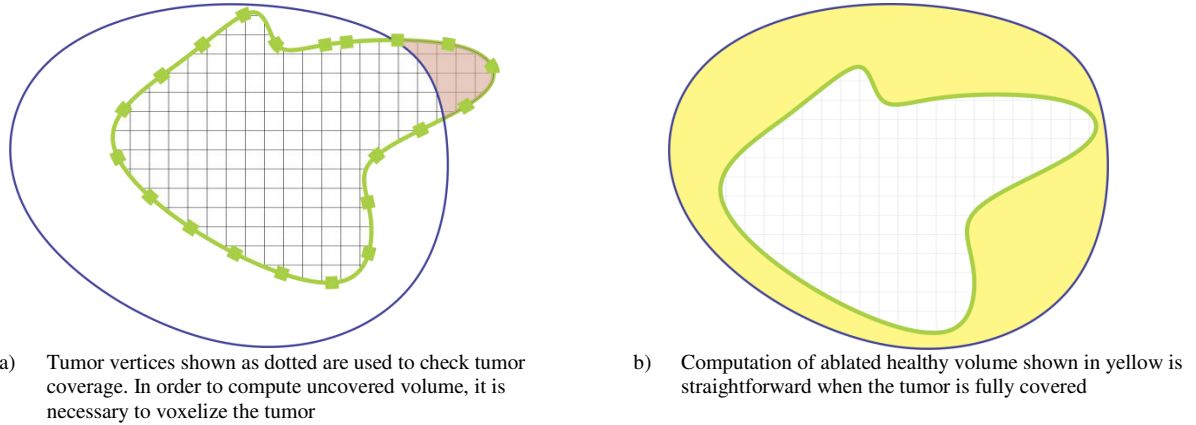 a) Tumor vertices shown as dotted are used to check tumor
coverage. In order to compute uncovered volume, it is
necessary to voxelize the tumor
b) Computation of ablated healthy volume shown in yellow is
straightforward when the tumor is fully covered